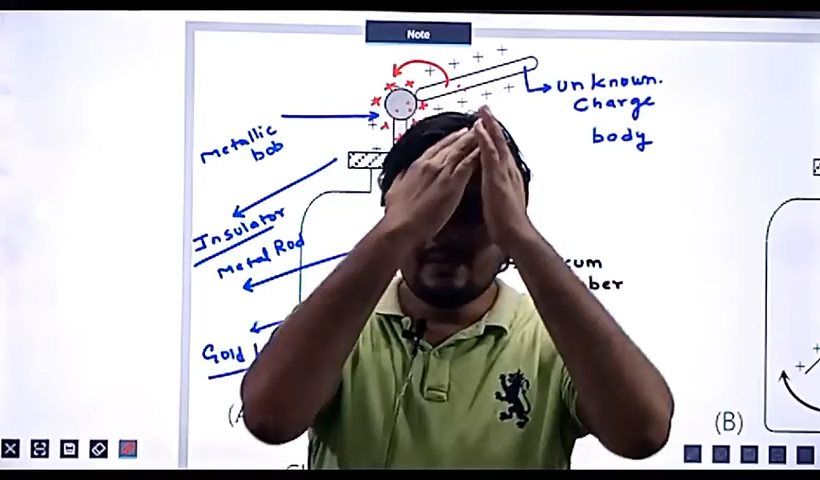 Note
unknown.
charge
body
Metallic
bob
Insulator
Metal Rod
Gold
(A
(B)